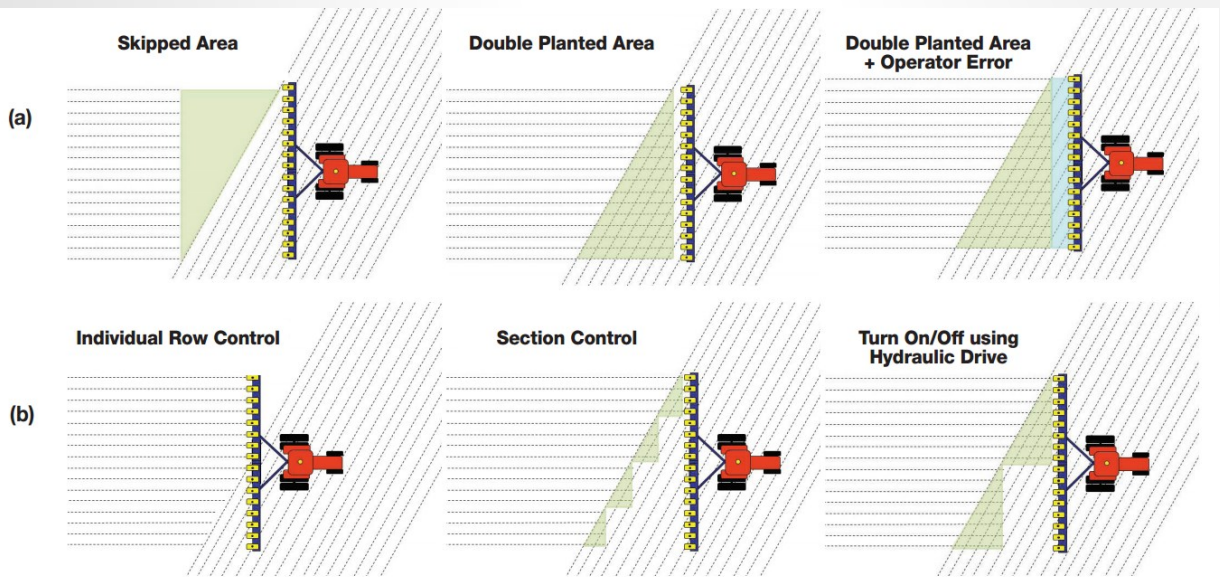 Skipped Area
Double Planted Area
Double Planted Area
+ Operator Error
(a)
Individual Row Control
Section Control
Turn On/Off using
Hydraulic Drive
(b)